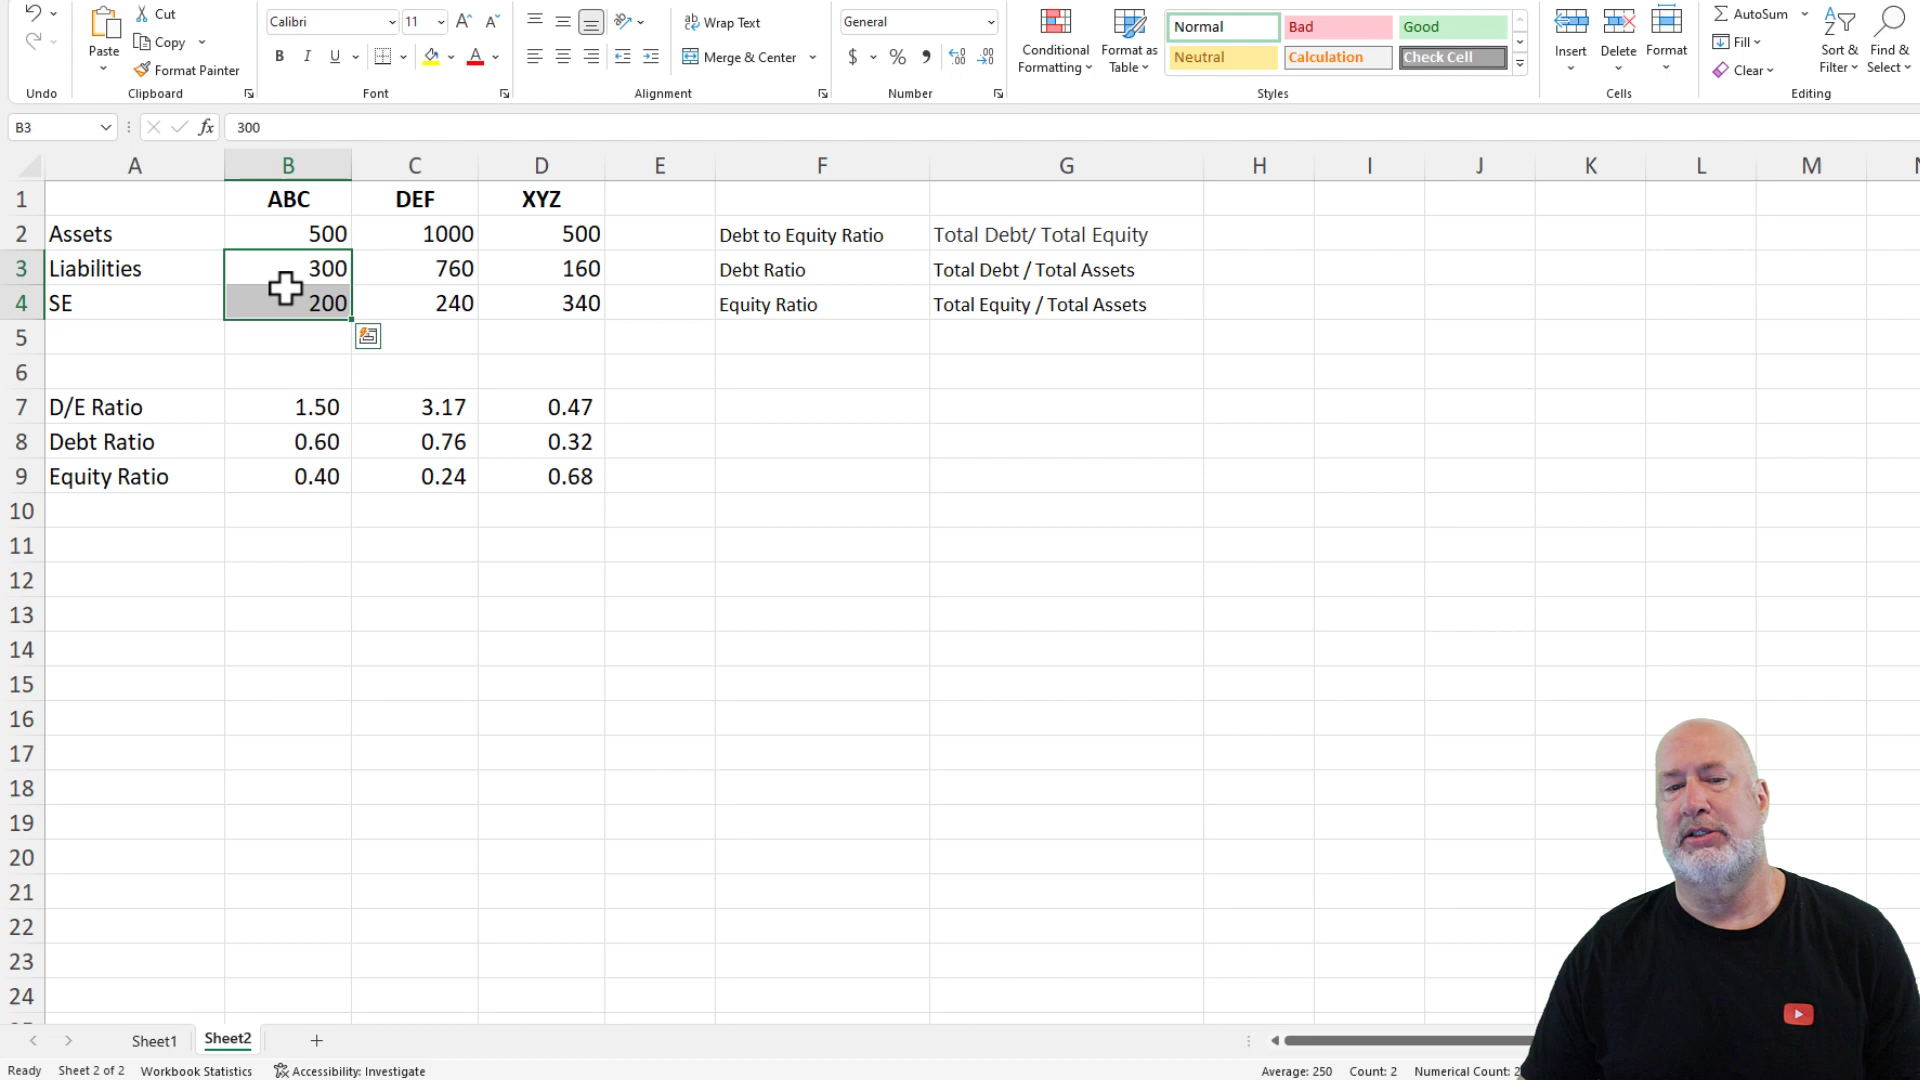 Cut
Copy
Format Painter
Paste
Undo
Clipboard
Calibri
11
B I U
Font
Wrap Text
Merge & Center
Alignment
General
$ % ,
Number
Conditional Formatting
Format as Table
Normal
Bad
Good
Neutral
Calculation
Check Cell
Styles
Insert
Delete
Format
Cells
AutoSum
Fill
Clear
Sort & Filter
Find & Select
Editing
B3
fx
300
A B C D E F G H I J K L M
1 ABC DEF XYZ
2 Assets 500 1000 500 Debt to Equity Ratio Total Debt/ Total Equity
3 Liabilities 300 760 160 Debt Ratio Total Debt / Total Assets
4 SE 200 240 340 Equity Ratio Total Equity / Total Assets
5
6
7 D/E Ratio 1.50 3.17 0.47
8 Debt Ratio 0.60 0.76 0.32
9 Equity Ratio 0.40 0.24 0.68
10
11
12
13
14
15
16
17
18
19
20
21
22
23
24
Sheet1
Sheet2
Ready
Sheet 2 of 2
Workbook Statistics
Accessibility: Investigate
Average: 250
Count: 2
Numerical Count: 2